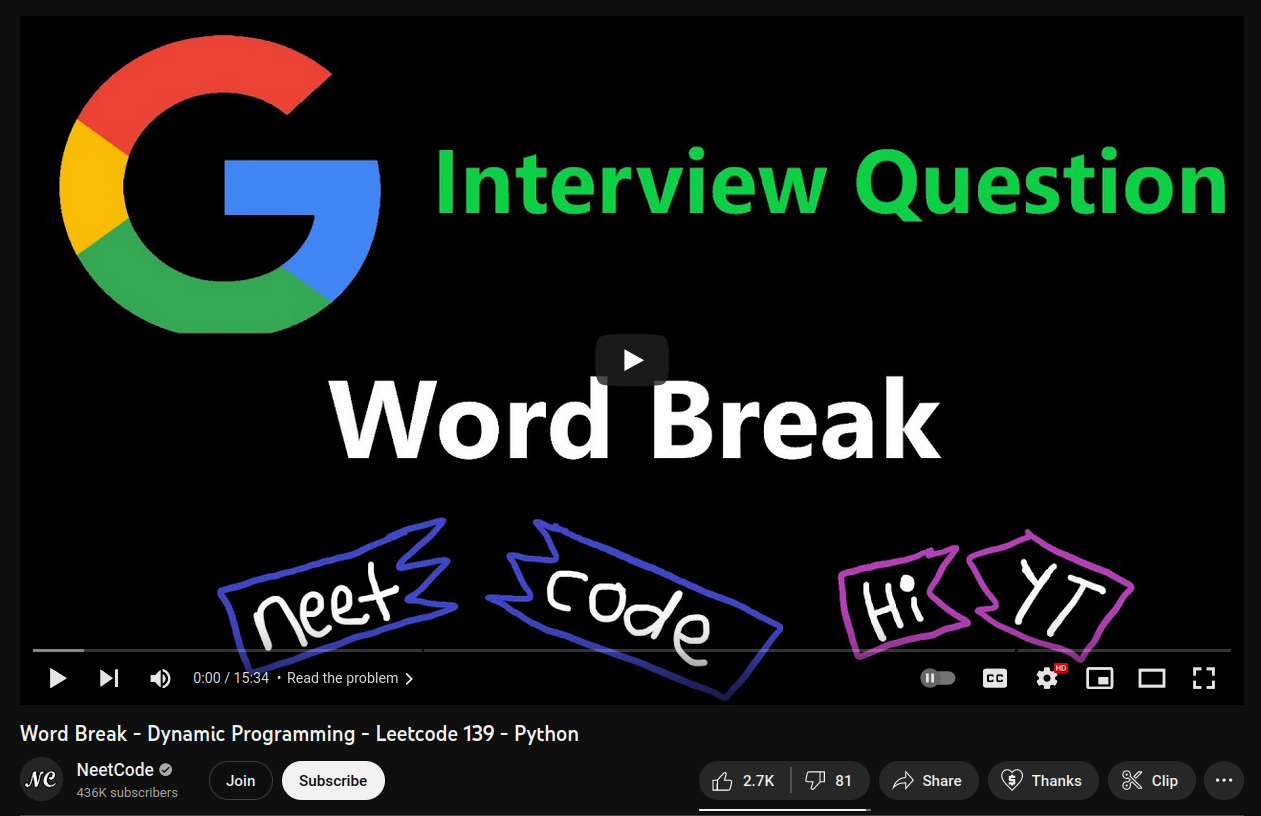 Interview Question
Word Break
neet code Hi YT
0:00 / 15:34 • Read the problem
CC
HD
Word Break - Dynamic Programming - Leetcode 139 - Python
NC
NeetCode
436K subscribers
Join
Subscribe
2.7K
81
Share
Thanks
Clip